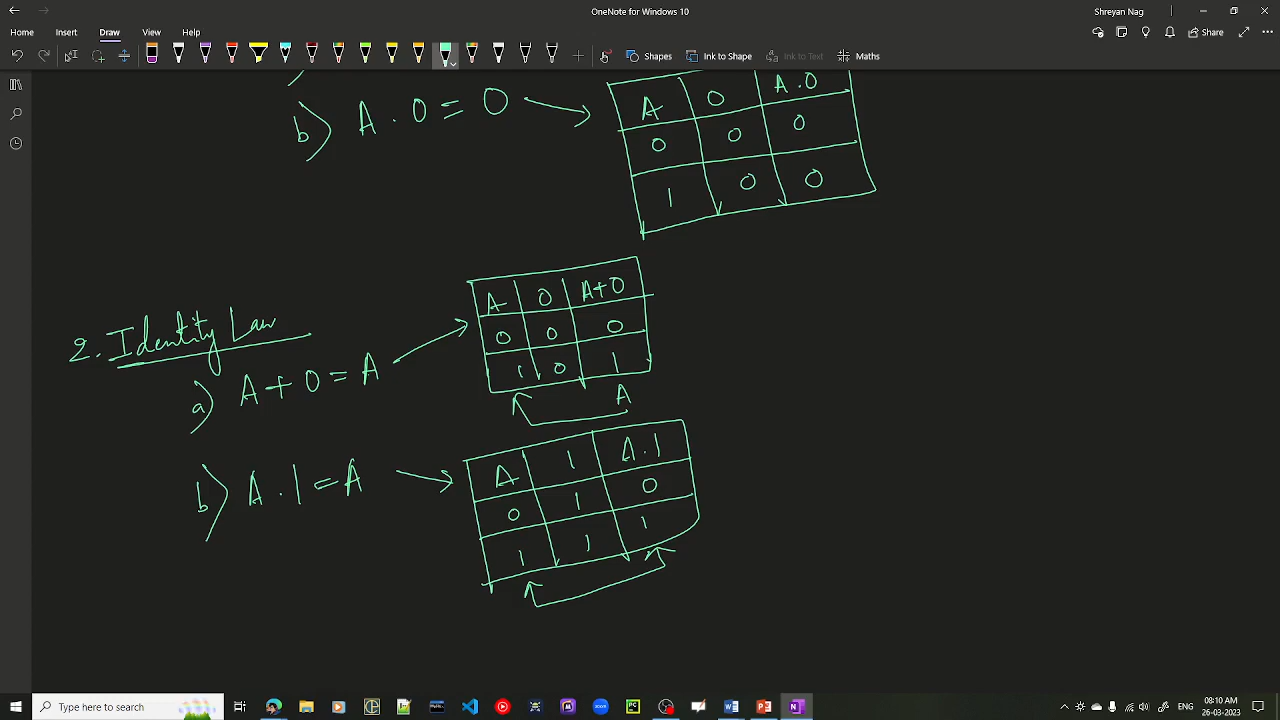 OneNote for Windows 10
Shreyan Nag
Home Insert Draw View Help
Share
Shapes Ink to Shape Ink to Text Maths
b) A . 0 = 0
A 0 A . 0
0 0 0
1 0 0
2. Identity Law
a) A + 0 = A
A 0 A+0
0 0 0
1 0 1
A
b) A . 1 = A
A 1 A . 1
0 1 0
1 1 1
Type here to search
ENG
08:10 AM
26-03-2023